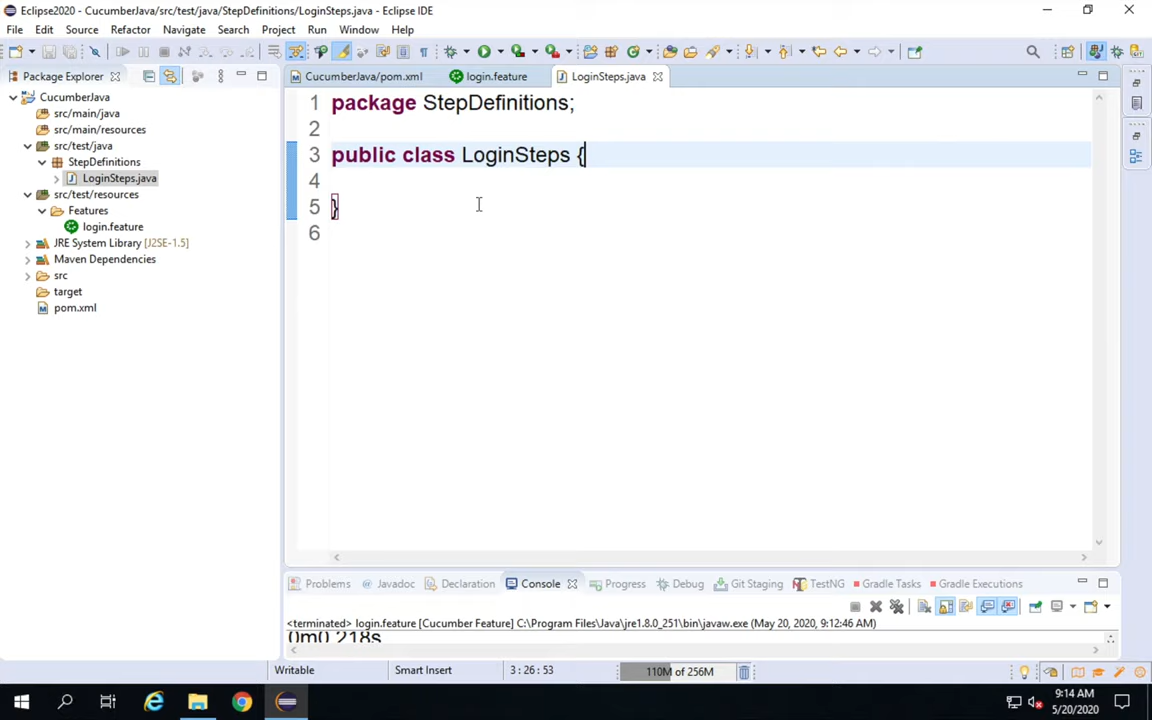 Eclipse2020 - CucumberJava/src/test/java/StepDefinitions/LoginSteps.java - Eclipse IDE
File Edit Source Refactor Navigate Search Project Run Window Help
Package Explorer
CucumberJava/pom.xml login.feature LoginSteps.java
CucumberJava
src/main/java
src/main/resources
src/test/java
StepDefinitions
LoginSteps.java
src/test/resources
Features
login.feature
JRE System Library [J2SE-1.5]
Maven Dependencies
src
target
pom.xml
1 package StepDefinitions;
2
3 public class LoginSteps {
4
5 }
6
Problems Javadoc Declaration Console Progress Debug Git Staging TestNG Gradle Tasks Gradle Executions
<terminated> login.feature [Cucumber Feature] C:\Program Files\Java\jre1.8.0_251\bin\javaw.exe (May 20, 2020, 9:12:46 AM)
0m0.218s
Writable Smart Insert 3 : 26 : 53 110M of 256M
9:14 AM
5/20/2020